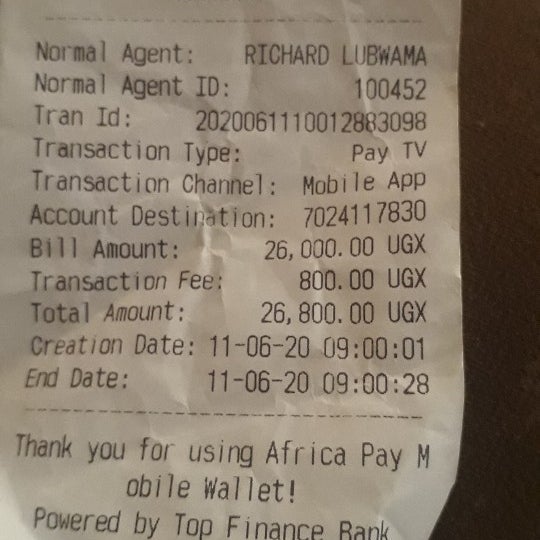 Normal Agent: RICHARD LUBWAMA
Normal Agent ID: 100452
Tran Id: 2020061110012883098
Transaction Type: Pay TV
Transaction Channel: Mobile App
Account Destination: 7024117830
Bill Amount: 26,000.00 UGX
Transaction Fee: 800.00 UGX
Total Amount: 26,800.00 UGX
Creation Date: 11-06-20 09:00:01
End Date: 11-06-20 09:00:28
Thank you for using Africa Pay M
obile Wallet!
Powered by Top Finance Bank